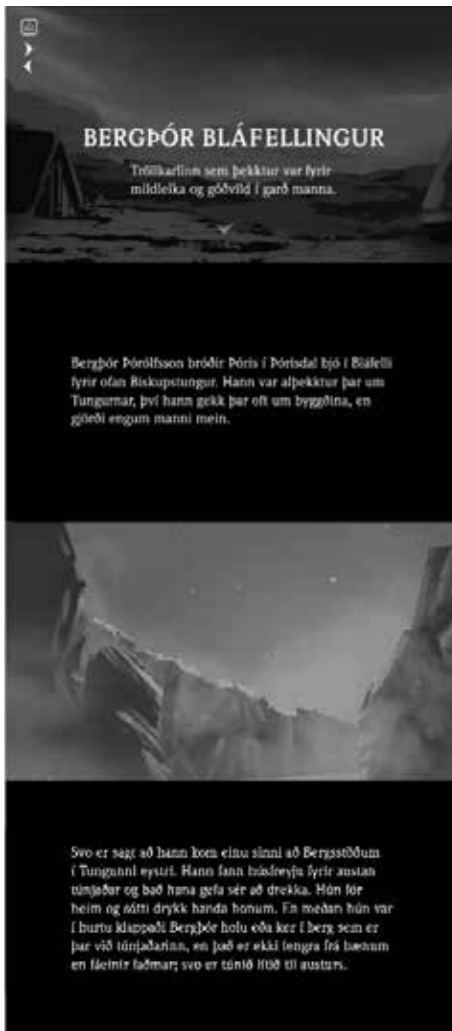 BERGÞÓR BLÁFELLINGUR
Tröllkarlinn sem þekktur var fyrir
mildleika og góðvild í garð manna.
Bergþór Þórólfsson bróðir Þóris í Þórisdal bjó í Bláfelli
fyrir ofan Biskupstungur. Hann var alþekktur þar um
Tungurnar, því hann gekk þar oft um byggðina, en
gjörði engum manni mein.
Svo er sagt að hann kom einu sinni að Bergsstöðum
í Tungunni eystri. Hann fann húsfreyju fyrir austan
túnjaðar og bað hana gefa sér að drekka. Hún fór
heim og sótti drykk handa honum. En meðan hún var
í burtu klappaði Bergþór holu eða ker í berg sem er
þar við túnjaðarinn, en það er ekki lengra frá bænum
en fáeinir faðmar; svo er túnið lítið til austurs.